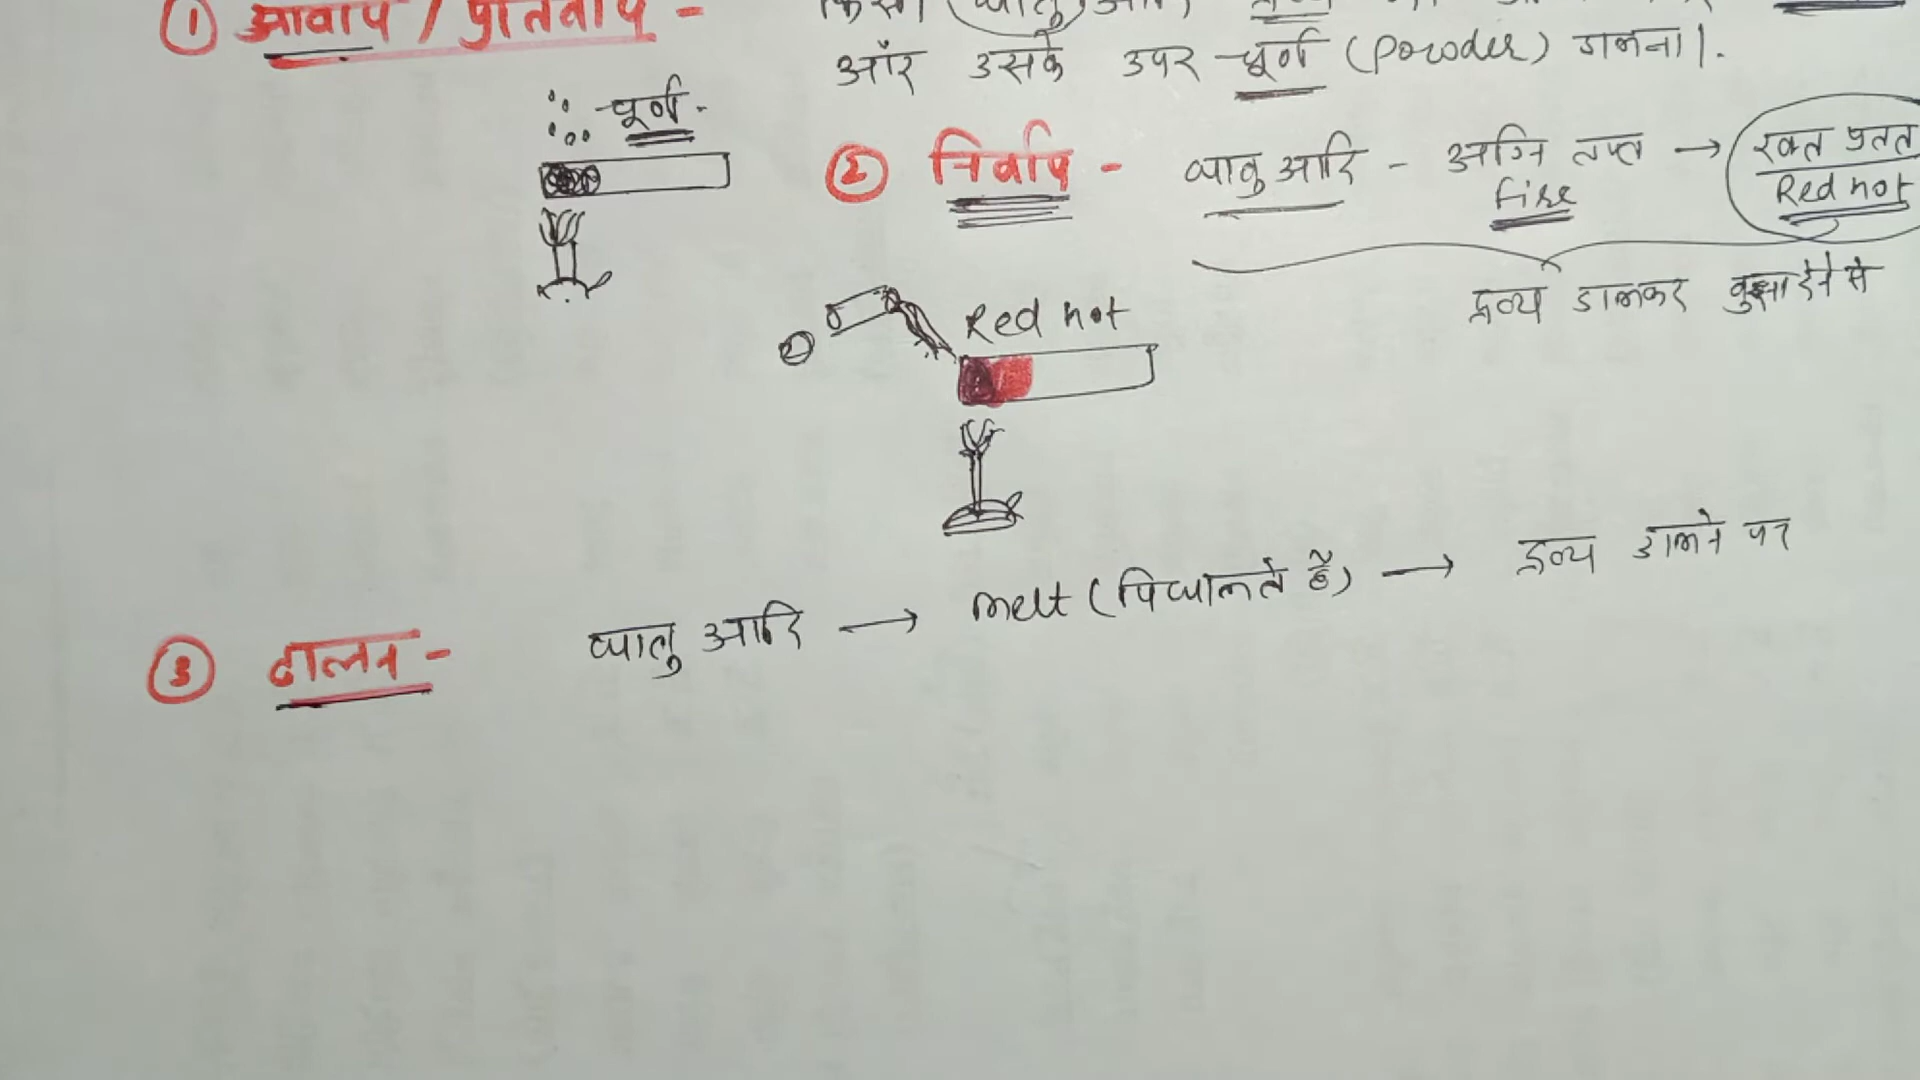 ① आवाप / प्रतिवाप -
और उसके उपर चूर्ण (Powder) डालना।.
चूर्ण -
② निर्वाप - धातु आदि - अग्नि तप्त → रक्त प्रतप्त
Fire Red hot
द्रव्य डालकर बुझा देने से
Red hot
③ ढालन - धातु आदि → melt (पिघालते है) → द्रव्य डालने पर